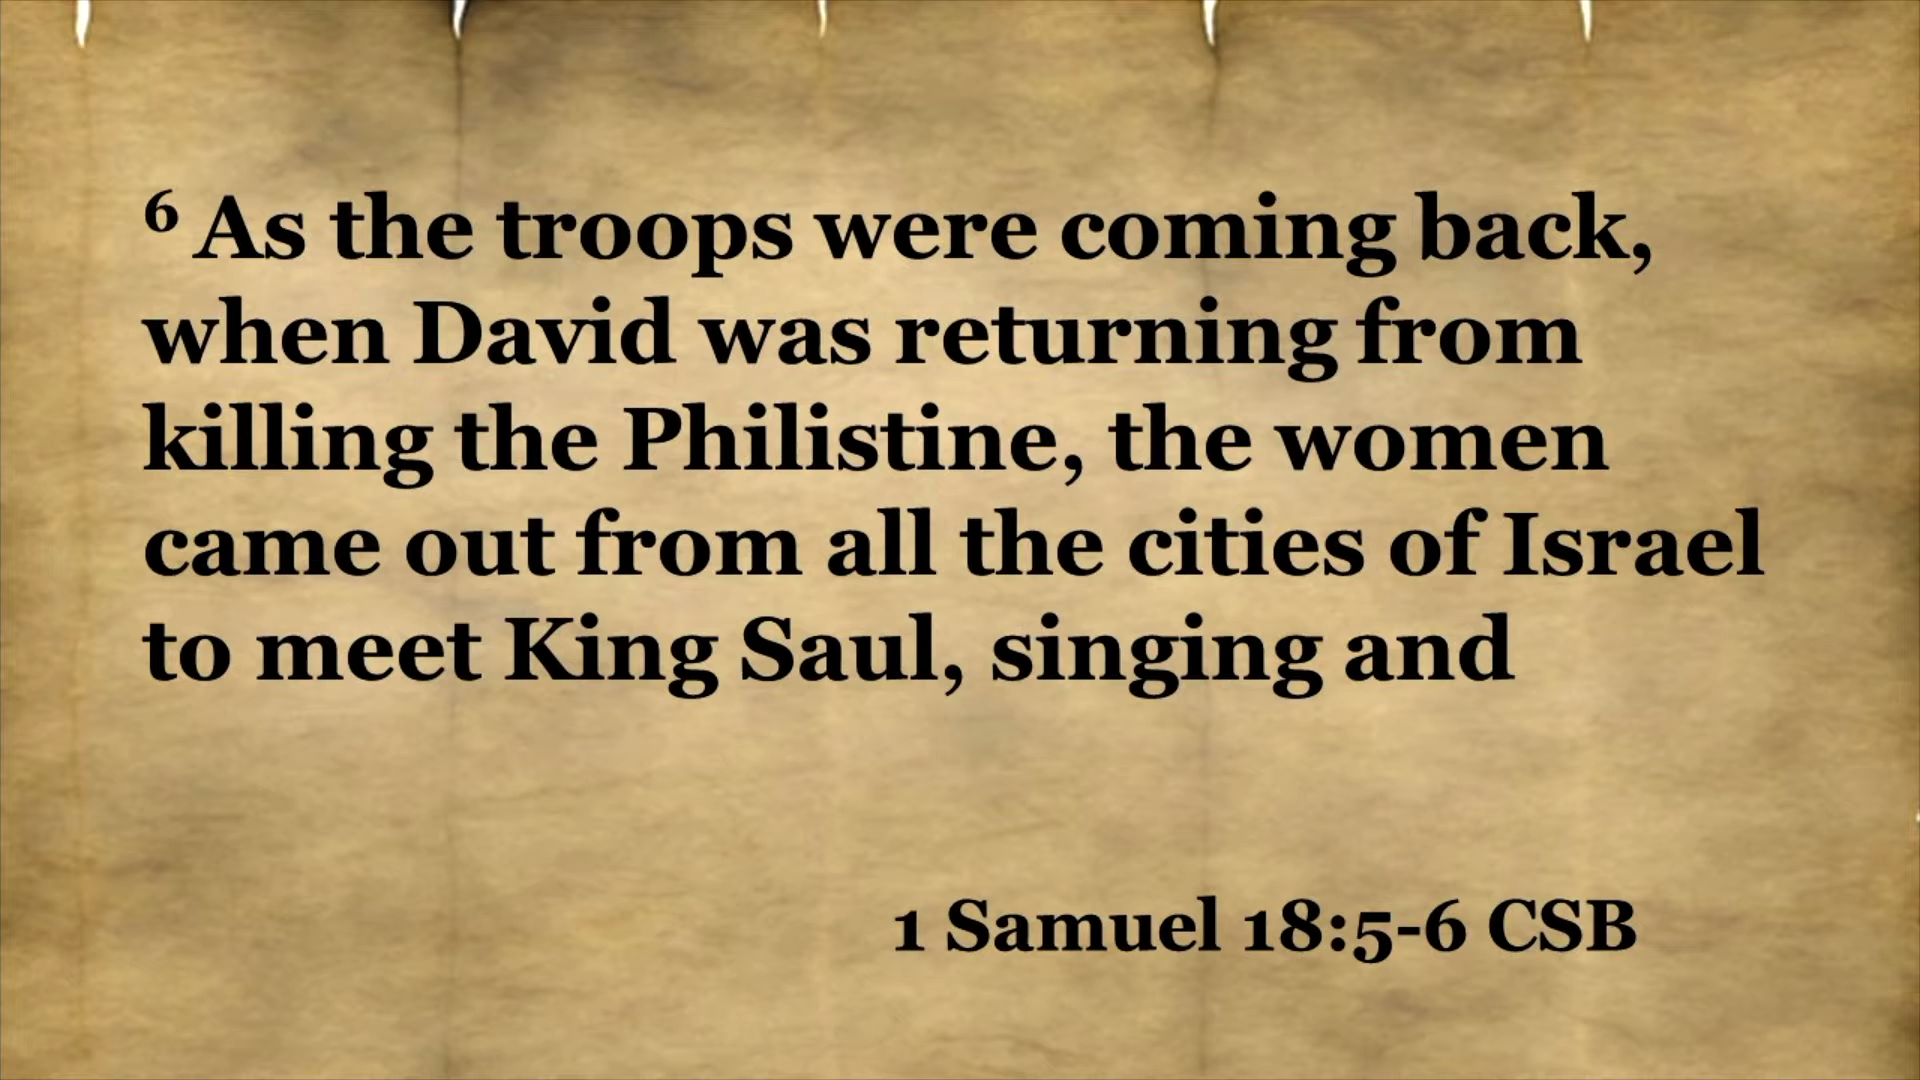 ⁶ As the troops were coming back,
when David was returning from
killing the Philistine, the women
came out from all the cities of Israel
to meet King Saul, singing and
1 Samuel 18:5-6 CSB